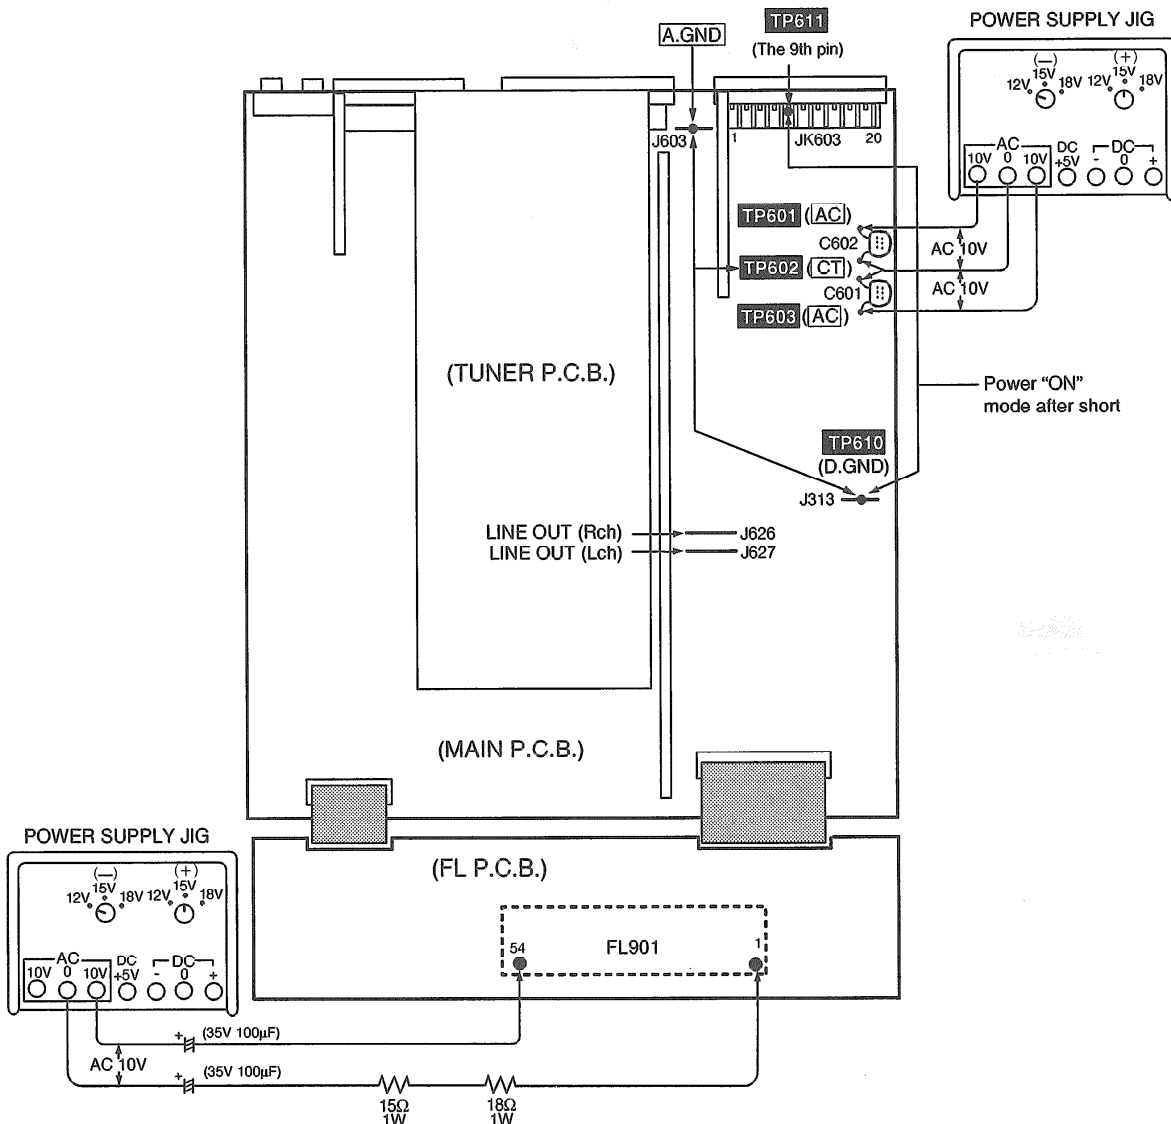 TP611
(The 9th pin)
A.GND
POWER SUPPLY JIG
(−) (+)
12V 15V 18V 12V 15V 18V
AC DC DC
10V 0 10V +5V - 0 +
J603
1 JK603 20
TP601 (AC)
C602
AC 10V
TP602 (CT)
C601
AC 10V
TP603 (AC)
(TUNER P.C.B.)
Power “ON”
mode after short
TP610
(D.GND)
J313
LINE OUT (Rch) J626
LINE OUT (Lch) J627
(MAIN P.C.B.)
POWER SUPPLY JIG
(−) (+)
12V 15V 18V 12V 15V 18V
AC DC DC
10V 0 10V +5V - 0 +
(FL P.C.B.)
54 FL901 1
+ (35V 100µF)
AC 10V
+ (35V 100µF)
15Ω 18Ω
1W 1W